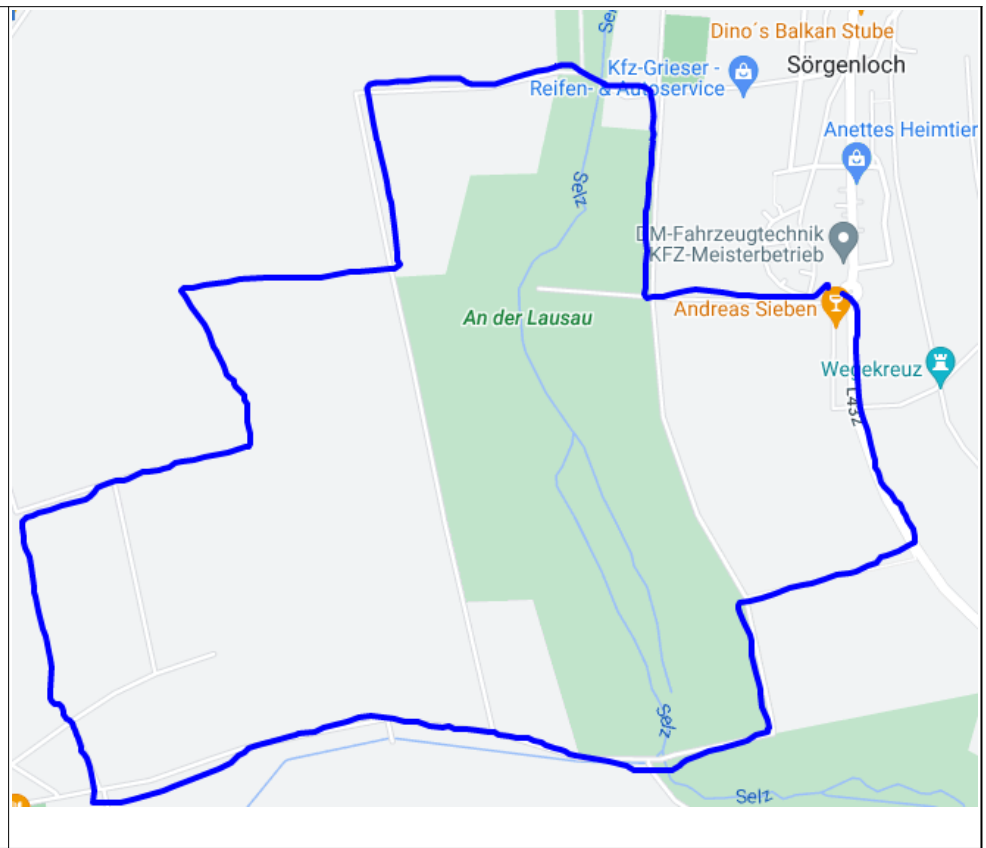 Se
Dino´s Balkan Stube
Sörgenloch
Kfz-Grieser -
Reifen- & Autoservice
Anettes Heimtier
Selz
DM-Fahrzeugtechnik
KFZ-Meisterbetrieb
An der Lausau
Andreas Sieben
Wegekreuz
L432
Selz
Selz